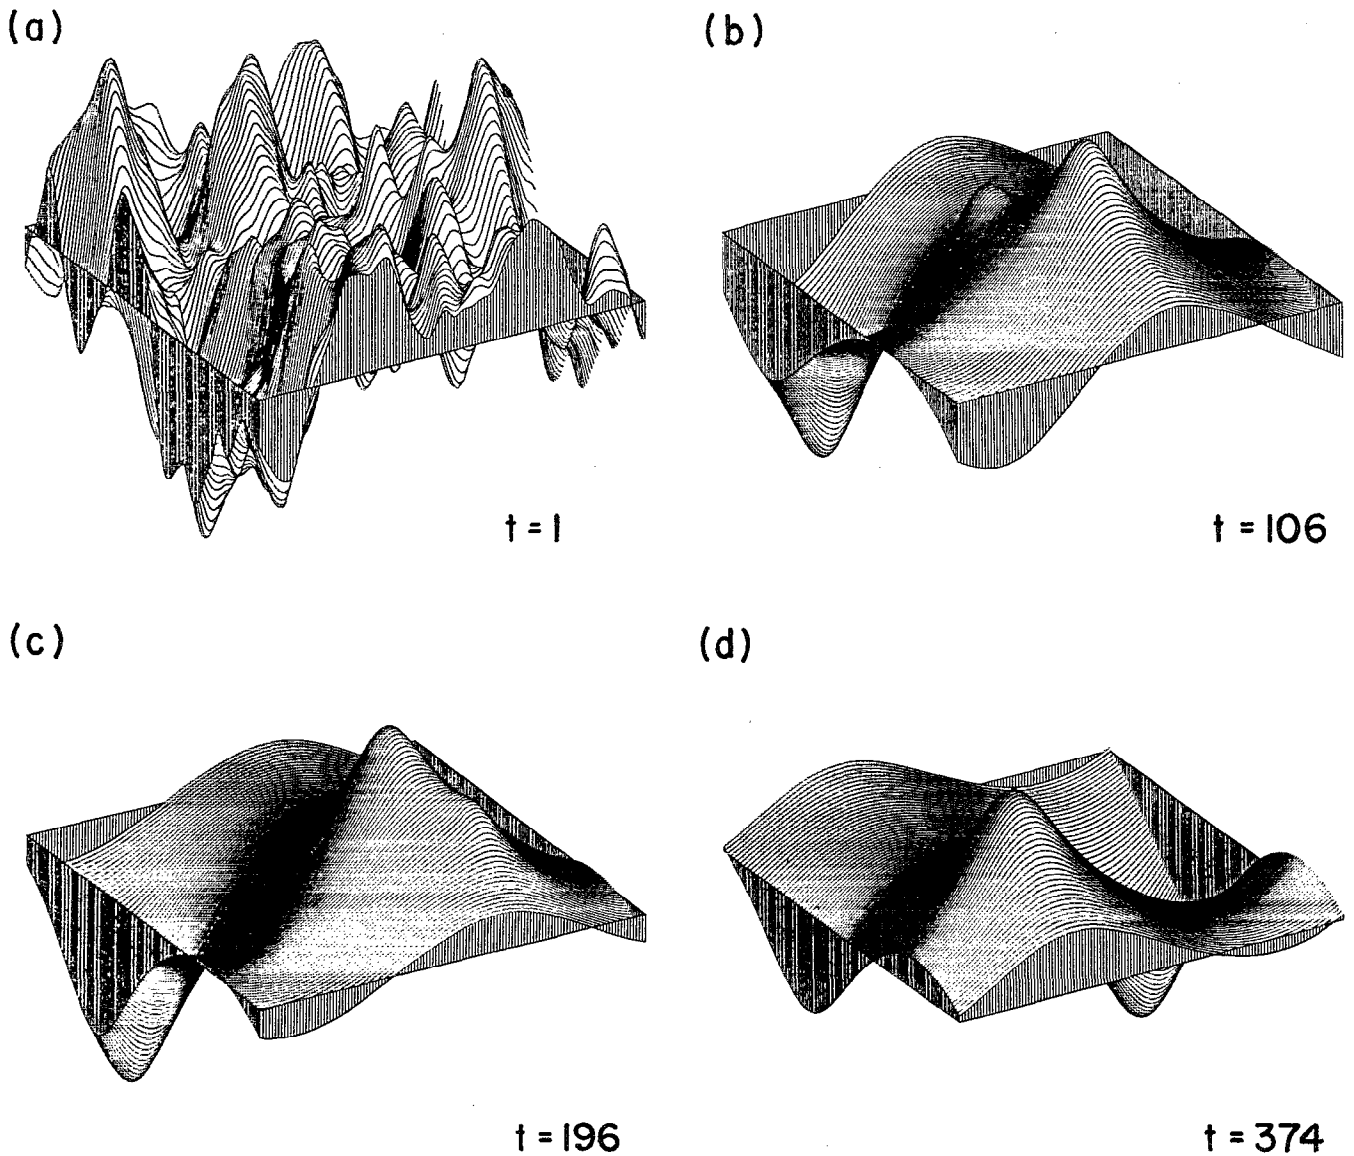 (a)
(b)
t = 1
t = 106
(c)
(d)
t = 196
t = 374